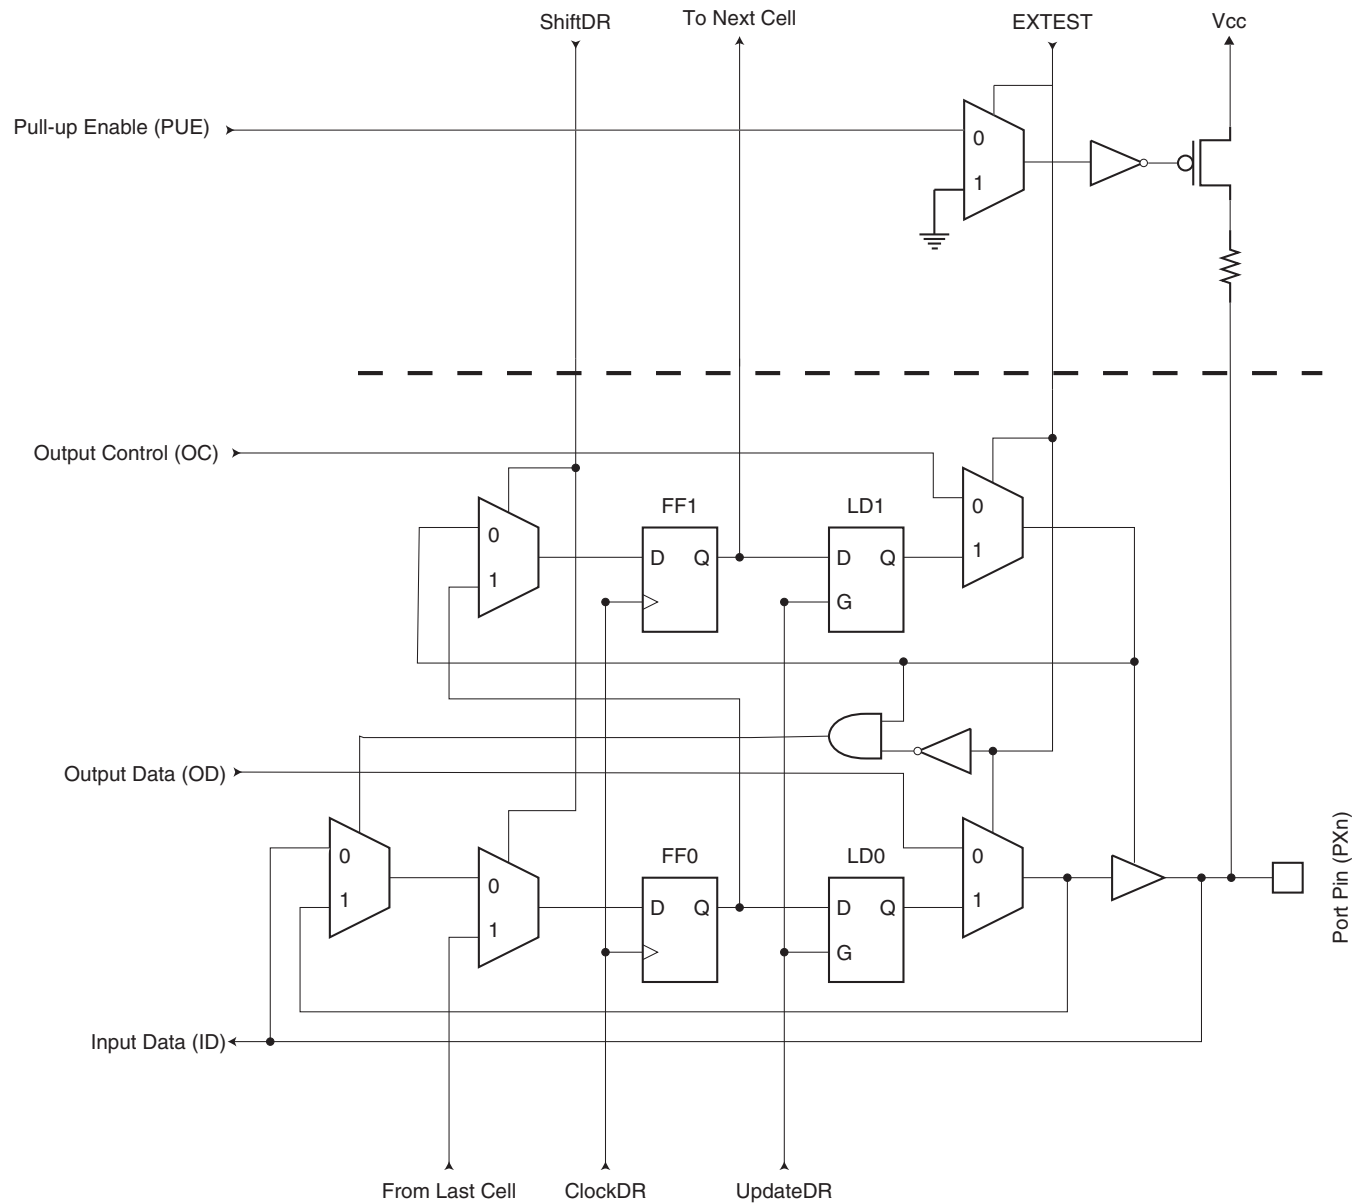 ShiftDR
To Next Cell
EXTEST
Vcc
Pull-up Enable (PUE)
0
1
Output Control (OC)
FF1
LD1
0
0
D Q
D Q
1
1
G
Output Data (OD)
FF0
LD0
0
0
0
1
D Q
D Q
1
1
G
Port Pin (PXn)
Input Data (ID)
From Last Cell
ClockDR
UpdateDR